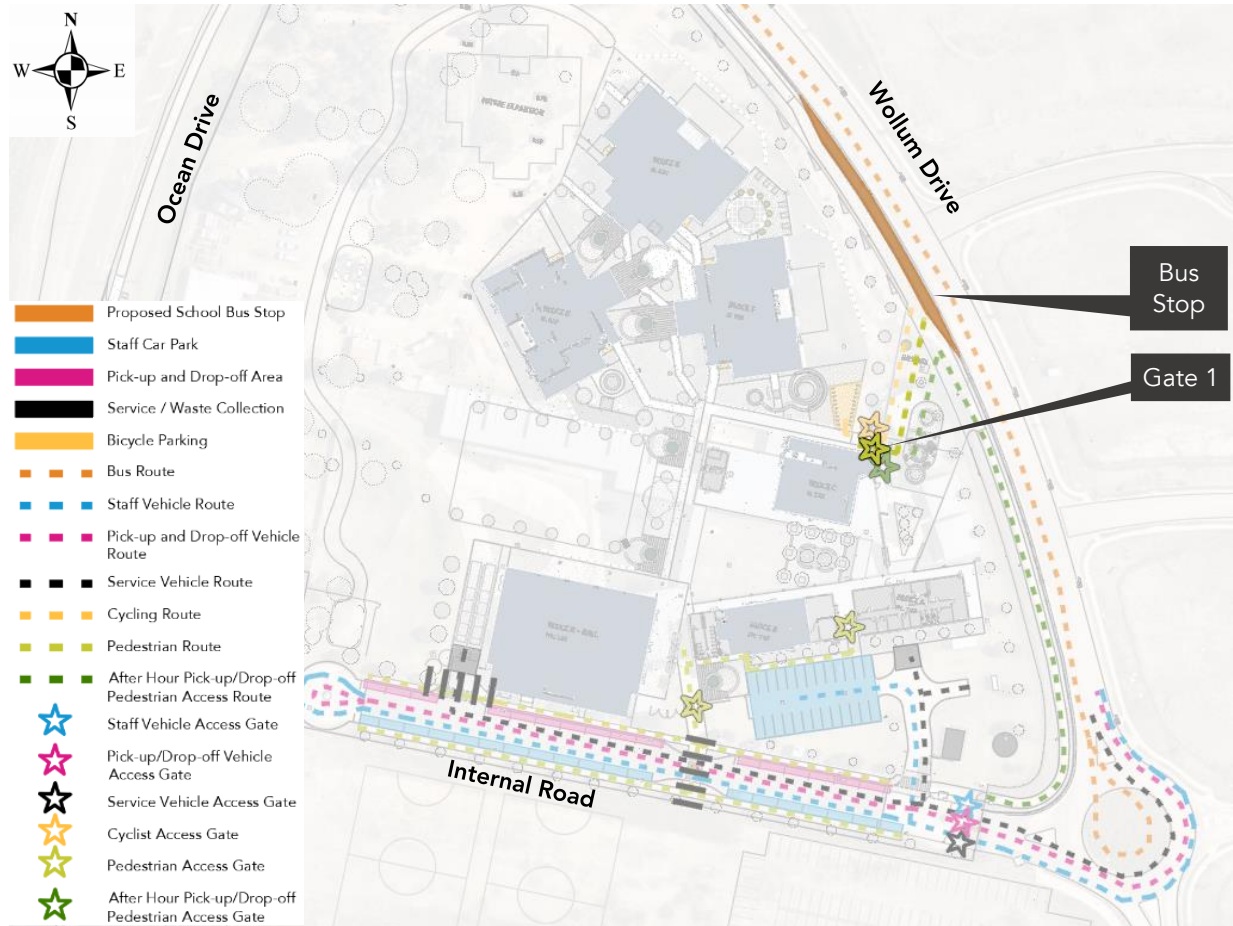 N
W E
S
Ocean Drive
Wollum Drive
FUTURE EXPANSION
Bus
Stop
Gate 1
Proposed School Bus Stop
Staff Car Park
Pick-up and Drop-off Area
Service / Waste Collection
Bicycle Parking
Bus Route
Staff Vehicle Route
Pick-up and Drop-off Vehicle
Route
Service Vehicle Route
Cycling Route
Pedestrian Route
After Hour Pick-up/Drop-off
Pedestrian Access Route
Staff Vehicle Access Gate
Pick-up/Drop-off Vehicle
Access Gate
Service Vehicle Access Gate
Cyclist Access Gate
Pedestrian Access Gate
After Hour Pick-up/Drop-off
Pedestrian Access Gate
Internal Road